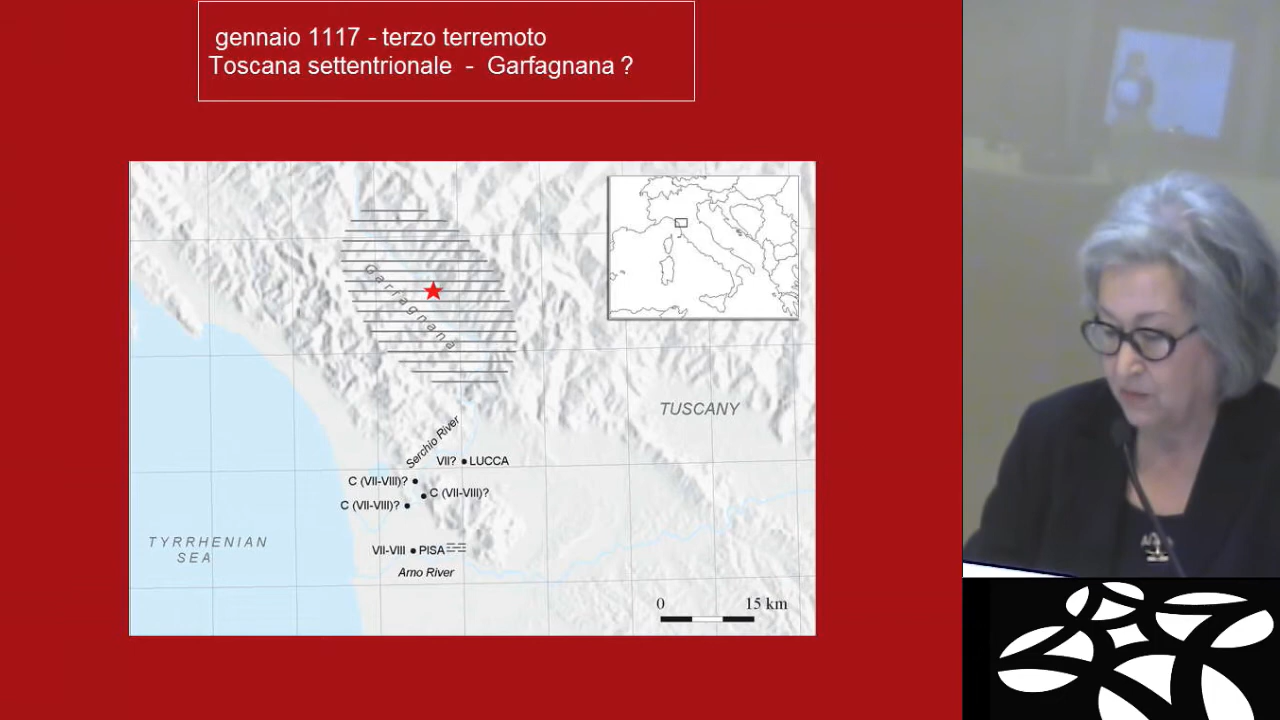 gennaio 1117 - terzo terremoto
Toscana settentrionale - Garfagnana ?
Garfagnana
TUSCANY
Serchio River
VII? LUCCA
C (VII-VIII)?
C (VII-VIII)?
C (VII-VIII)?
VII-VIII PISA
Arno River
TYRRHENIAN
SEA
0 15 km